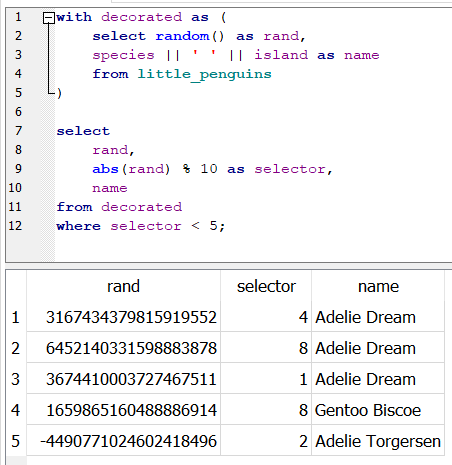 1 with decorated as (
2 select random() as rand,
3 species || ' ' || island as name
4 from little_penguins
5 )
6
7 select
8 rand,
9 abs(rand) % 10 as selector,
10 name
11 from decorated
12 where selector < 5;
rand selector name
1 3167434379815919552 4 Adelie Dream
2 6452140331598883878 8 Adelie Dream
3 3674410003727467511 1 Adelie Dream
4 1659865160488886914 8 Gentoo Biscoe
5 -4490771024602418496 2 Adelie Torgersen